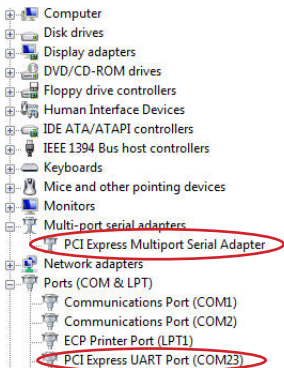 Computer
Disk drives
Display adapters
DVD/CD-ROM drives
Floppy drive controllers
Human Interface Devices
IDE ATA/ATAPI controllers
IEEE 1394 Bus host controllers
Keyboards
Mice and other pointing devices
Monitors
Multi-port serial adapters
PCI Express Multiport Serial Adapter
Network adapters
Ports (COM & LPT)
Communications Port (COM1)
Communications Port (COM2)
ECP Printer Port (LPT1)
PCI Express UART Port (COM23)